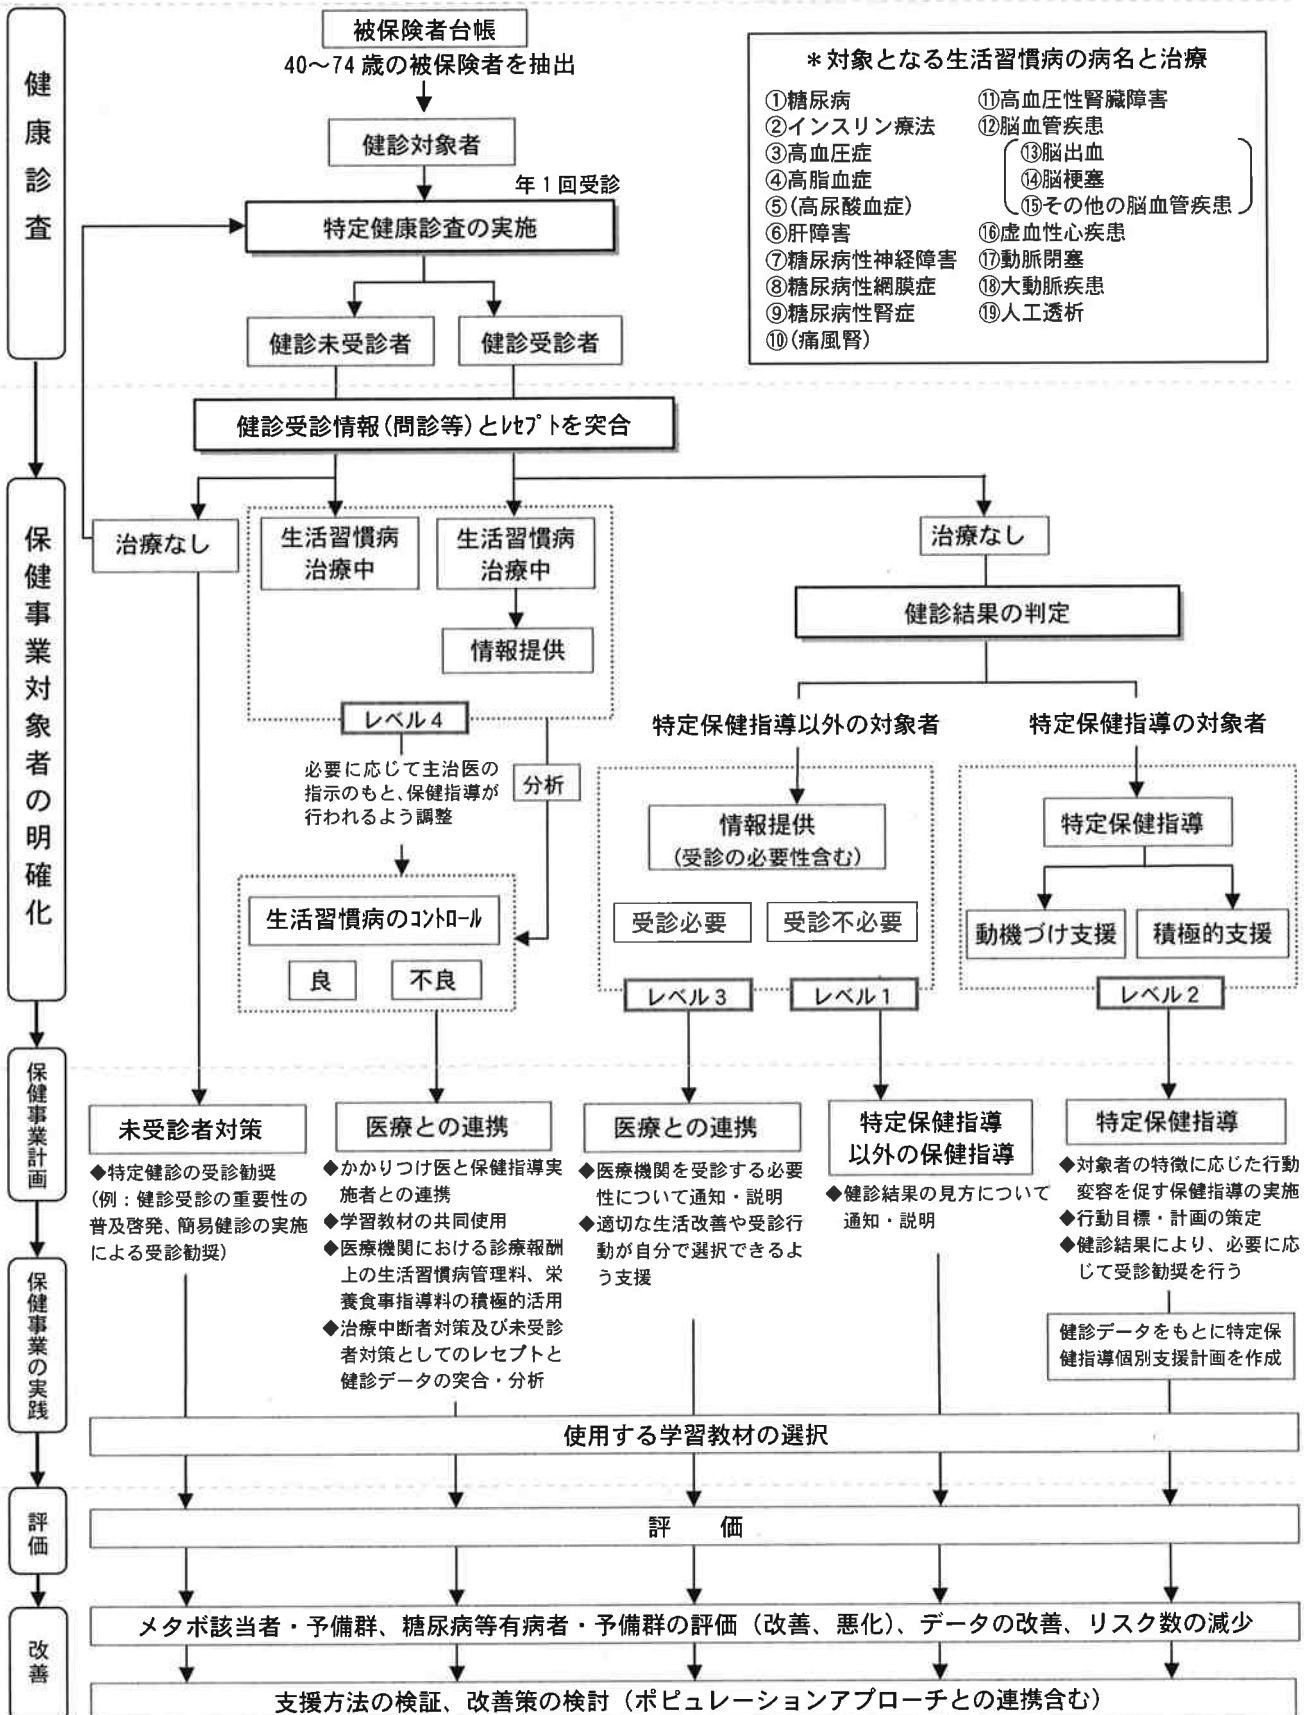 健康診査
被保険者台帳
40～74歳の被保険者を抽出
健診対象者
年1回受診
特定健康診査の実施
健診未受診者
健診受診者
＊対象となる生活習慣病の病名と治療
①糖尿病
②インスリン療法
③高血圧症
④高脂血症
⑤(高尿酸血症)
⑥肝障害
⑦糖尿病性神経障害
⑧糖尿病性網膜症
⑨糖尿病性腎症
⑩(痛風腎)
⑪高血圧性腎臓障害
⑫脳血管疾患
⑬脳出血
⑭脳梗塞
⑮その他の脳血管疾患
⑯虚血性心疾患
⑰動脈閉塞
⑱大動脈疾患
⑲人工透析
健診受診情報(問診等)とﾚｾﾌﾟﾄを突合
保健事業対象者の明確化
治療なし
生活習慣病
治療中
生活習慣病
治療中
情報提供
レベル4
治療なし
健診結果の判定
特定保健指導以外の対象者
特定保健指導の対象者
必要に応じて主治医の
指示のもと、保健指導が
行われるよう調整
分析
情報提供
(受診の必要性含む)
受診必要
受診不必要
レベル3
レベル1
特定保健指導
動機づけ支援
積極的支援
レベル2
生活習慣病のｺﾝﾄﾛｰﾙ
良
不良
保健事業計画
未受診者対策
◆特定健診の受診勧奨
(例：健診受診の重要性の
普及啓発、簡易健診の実施
による受診勧奨)
医療との連携
◆かかりつけ医と保健指導実
施者との連携
◆学習教材の共同使用
◆医療機関における診療報酬
上の生活習慣病管理料、栄
養食事指導料の積極的活用
◆治療中断者対策及び未受診
者対策としてのレセプトと
健診データの突合・分析
医療との連携
◆医療機関を受診する必要
性について通知・説明
◆適切な生活改善や受診行
動が自分で選択できるよ
う支援
特定保健指導
以外の保健指導
◆健診結果の見方について
通知・説明
特定保健指導
◆対象者の特徴に応じた行動
変容を促す保健指導の実施
◆行動目標・計画の策定
◆健診結果により、必要に応
じて受診勧奨を行う
健診データをもとに特定保
健指導個別支援計画を作成
保健事業の実践
使用する学習教材の選択
評価
評　価
改善
メタボ該当者・予備群、糖尿病等有病者・予備群の評価（改善、悪化）、データの改善、リスク数の減少
支援方法の検証、改善策の検討（ポピュレーションアプローチとの連携含む）